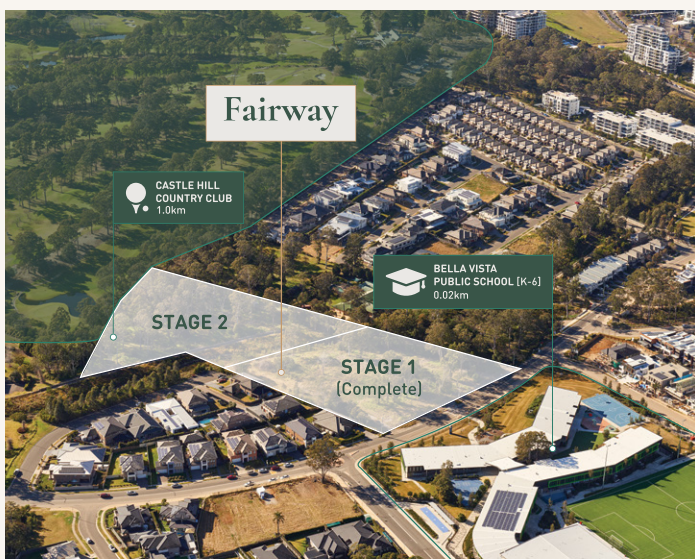 Fairway
CASTLE HILL
COUNTRY CLUB
1.0km
BELLA VISTA
PUBLIC SCHOOL [K-6]
0.02km
STAGE 2
STAGE 1
(Complete)